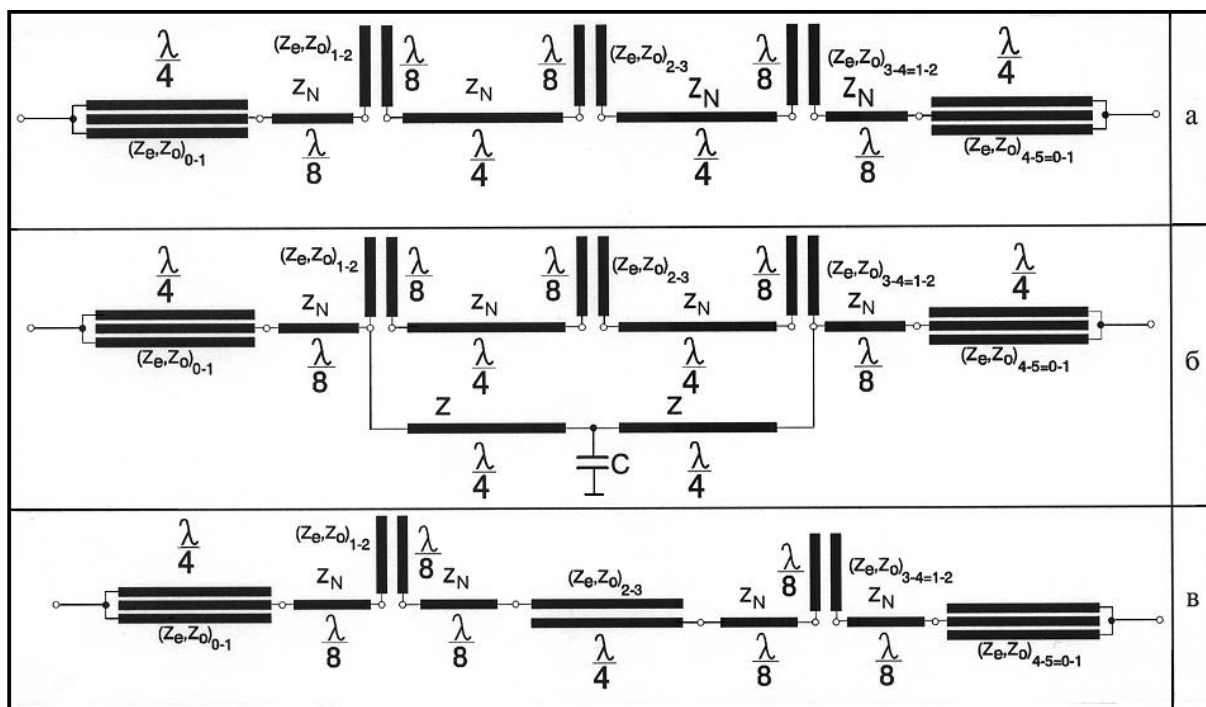 λ/4 (Ze,Zo)0-1 ZN λ/8 (Ze,Zo)1-2 λ/8 ZN λ/4 λ/8 (Ze,Zo)2-3 ZN λ/4 λ/8 (Ze,Zo)3-4=1-2 ZN λ/8 λ/4 (Ze,Zo)4-5=0-1 а
λ/4 (Ze,Zo)0-1 ZN λ/8 (Ze,Zo)1-2 λ/8 ZN λ/4 λ/8 (Ze,Zo)2-3 ZN λ/4 λ/8 (Ze,Zo)3-4=1-2 ZN λ/8 λ/4 (Ze,Zo)4-5=0-1 б
Z λ/4 C Z λ/4
λ/4 (Ze,Zo)0-1 ZN λ/8 (Ze,Zo)1-2 λ/8 ZN λ/8 (Ze,Zo)2-3 λ/4 ZN λ/8 λ/8 (Ze,Zo)3-4=1-2 ZN λ/8 λ/4 (Ze,Zo)4-5=0-1 в